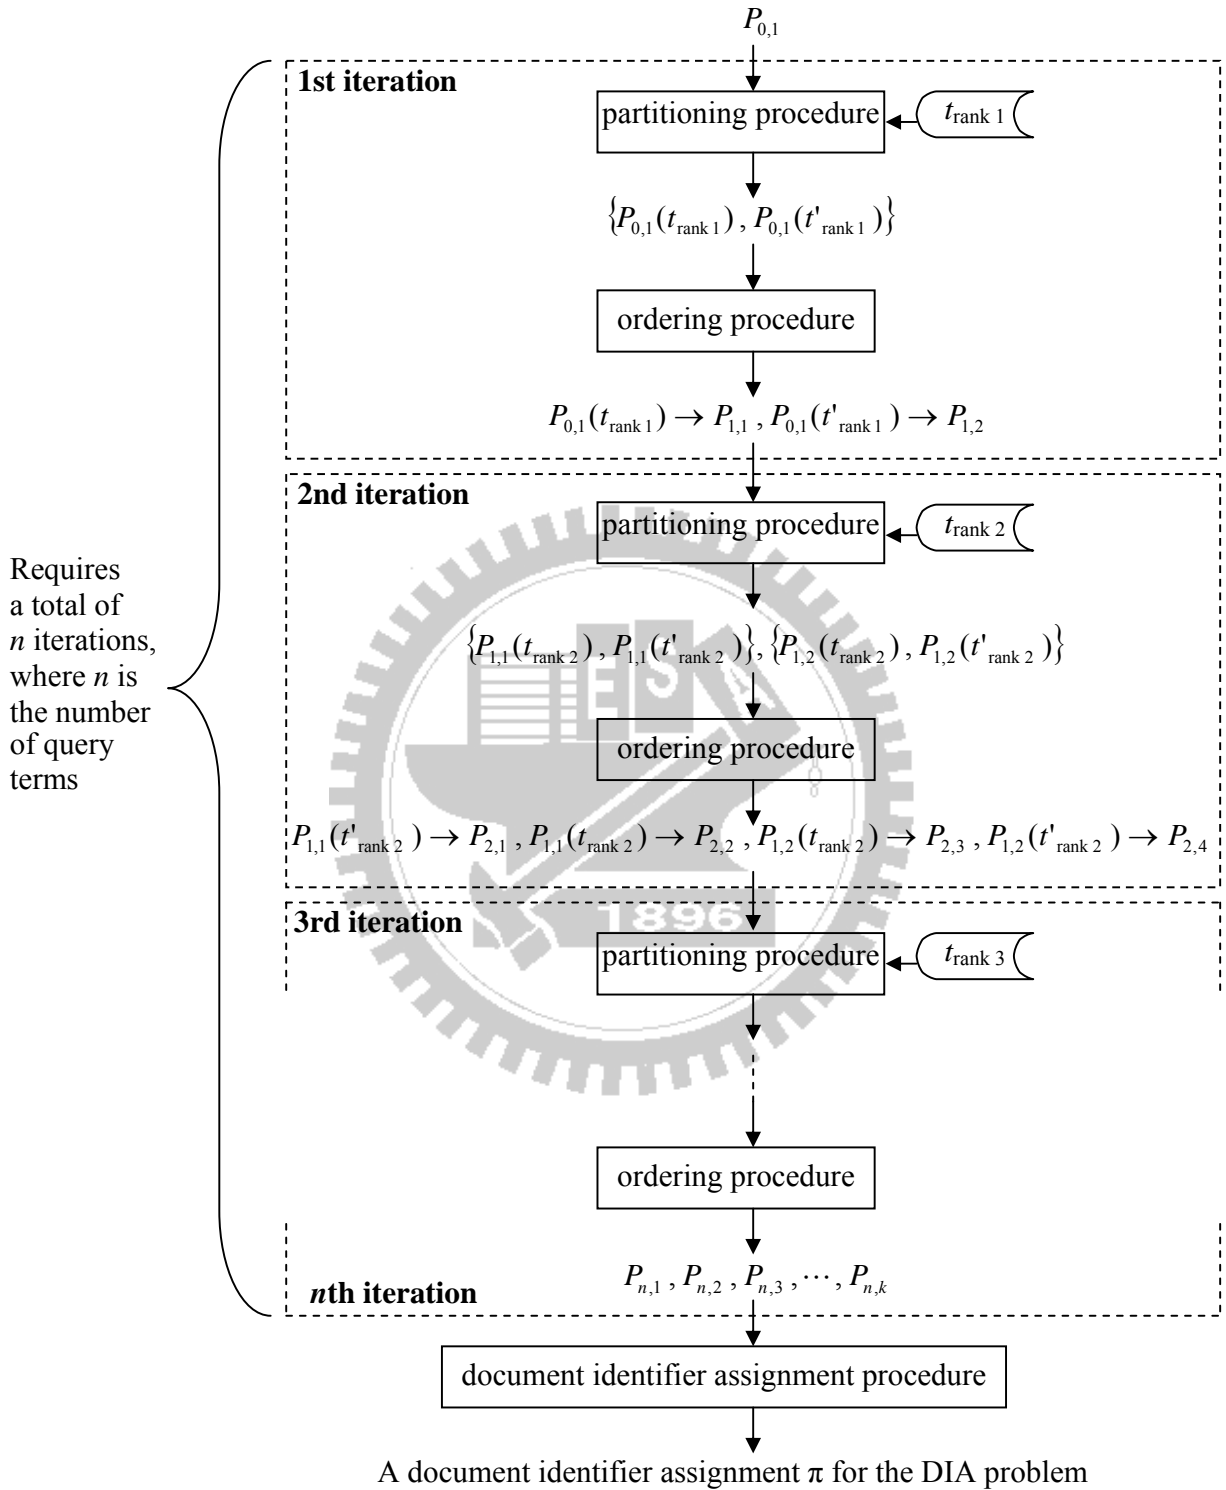 P0,1
1st iteration
partitioning procedure
trank 1
{P0,1(trank 1) , P0,1(t'rank 1)}
ordering procedure
P0,1(trank 1) → P1,1 , P0,1(t'rank 1) → P1,2
2nd iteration
partitioning procedure
trank 2
{P1,1(trank 2) , P1,1(t'rank 2)}, {P1,2(trank 2) , P1,2(t'rank 2)}
ES
A
ordering procedure
P1,1(t'rank 2) → P2,1 , P1,1(trank 2) → P2,2 , P1,2(trank 2) → P2,3 , P1,2(t'rank 2) → P2,4
Requires
a total of
n iterations,
where n is
the number
of query
terms
1896
3rd iteration
partitioning procedure
trank 3
ordering procedure
Pn,1 , Pn,2 , Pn,3 , ⋯, Pn,k
nth iteration
document identifier assignment procedure
A document identifier assignment π for the DIA problem